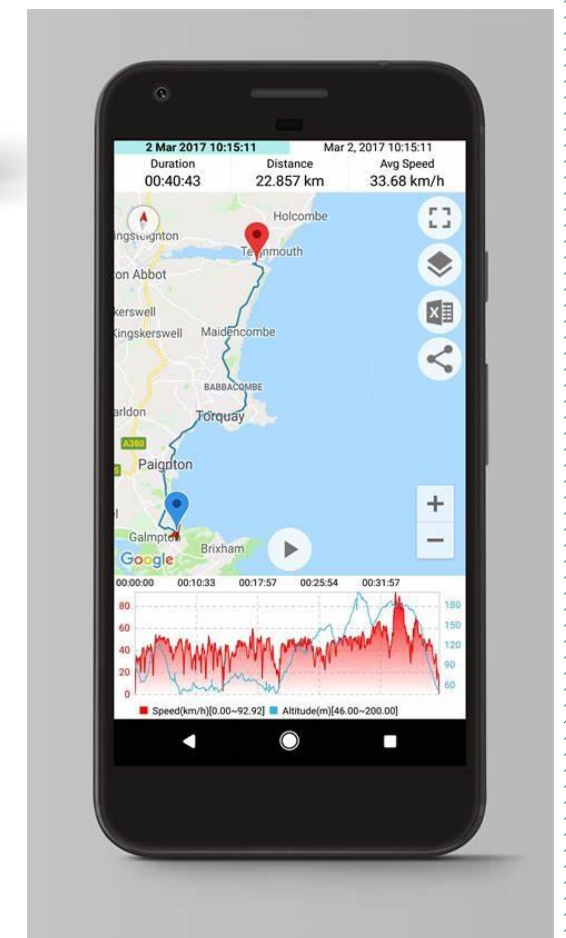 2 Mar 2017 10:15:11 Mar 2, 2017 10:15:11
Duration Distance Avg Speed
00:40:43 22.857 km 33.68 km/h
Holcombe
ingsteignton
Teignmouth
on Abbot
kerswell
Kingskerswell Maidencombe
BABBACOMBE
arldon
Torquay
A380
Paignton
5
Galmpto
Brixham
Google
+
−
00:00:00 00:10:33 00:17:57 00:25:54 00:31:57
80 180
60 150
40 120
20 90
0 60
Speed(km/h)[0.00~92.92] Altitude(m)[46.00~200.00]